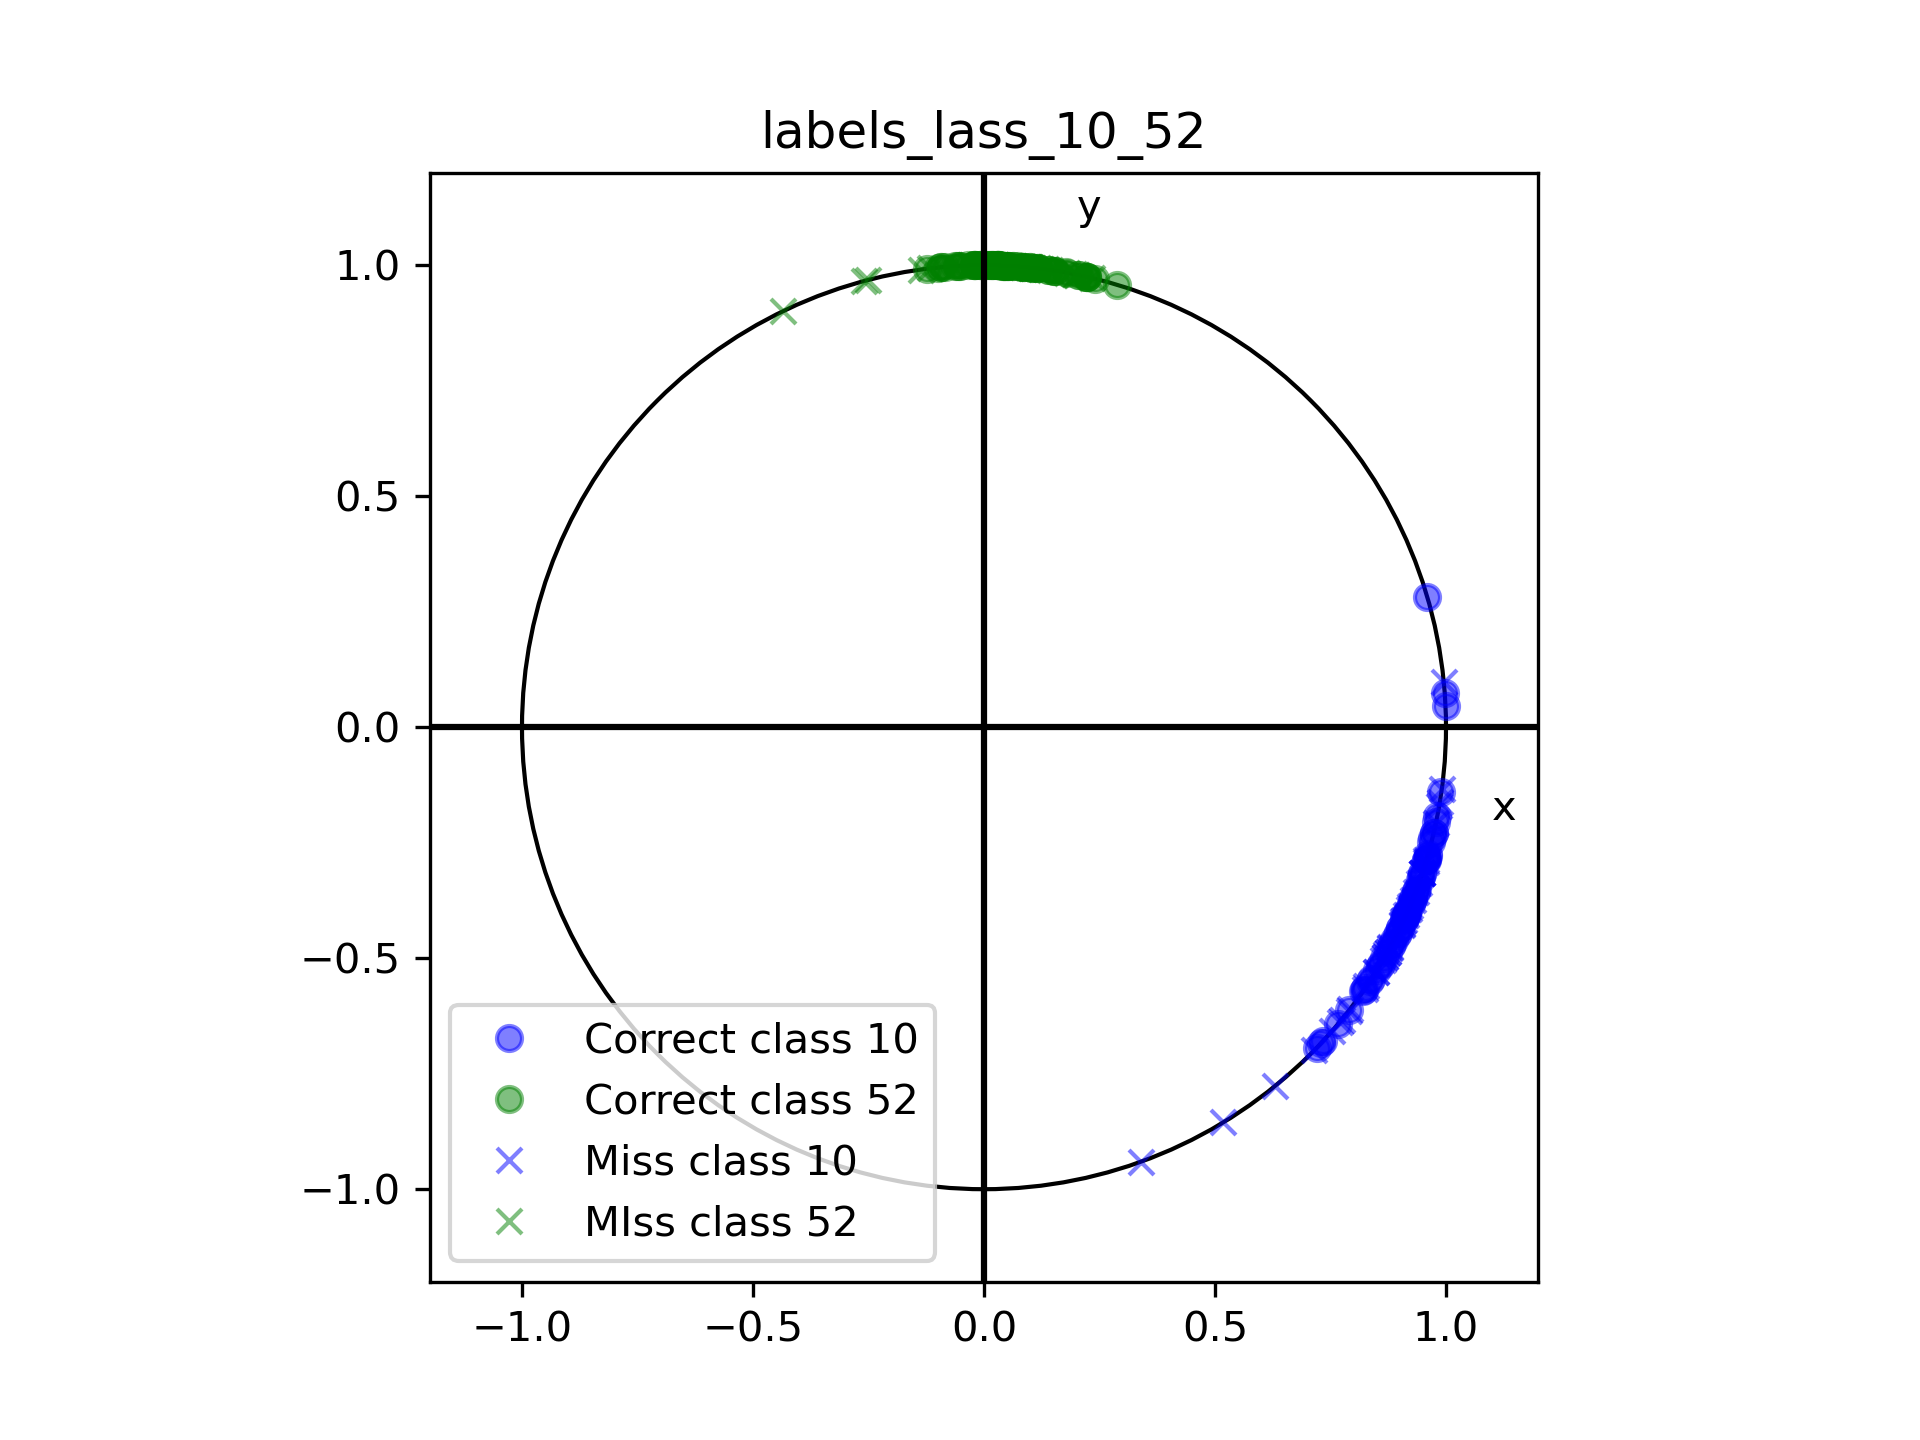 labels_lass_10_52
y
1.0
0.5
0.0
x
−0.5
−1.0
Correct class 10
Correct class 52
Miss class 10
MIss class 52
−1.0 −0.5 0.0 0.5 1.0